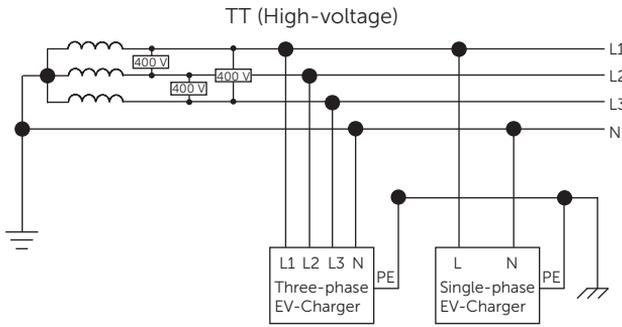 TT (High-voltage)
L1
400 V
400 V
L2
400 V
L3
N
L1 L2 L3 N
L N
PE
PE
Three-phase
EV-Charger
Single-phase
EV-Charger